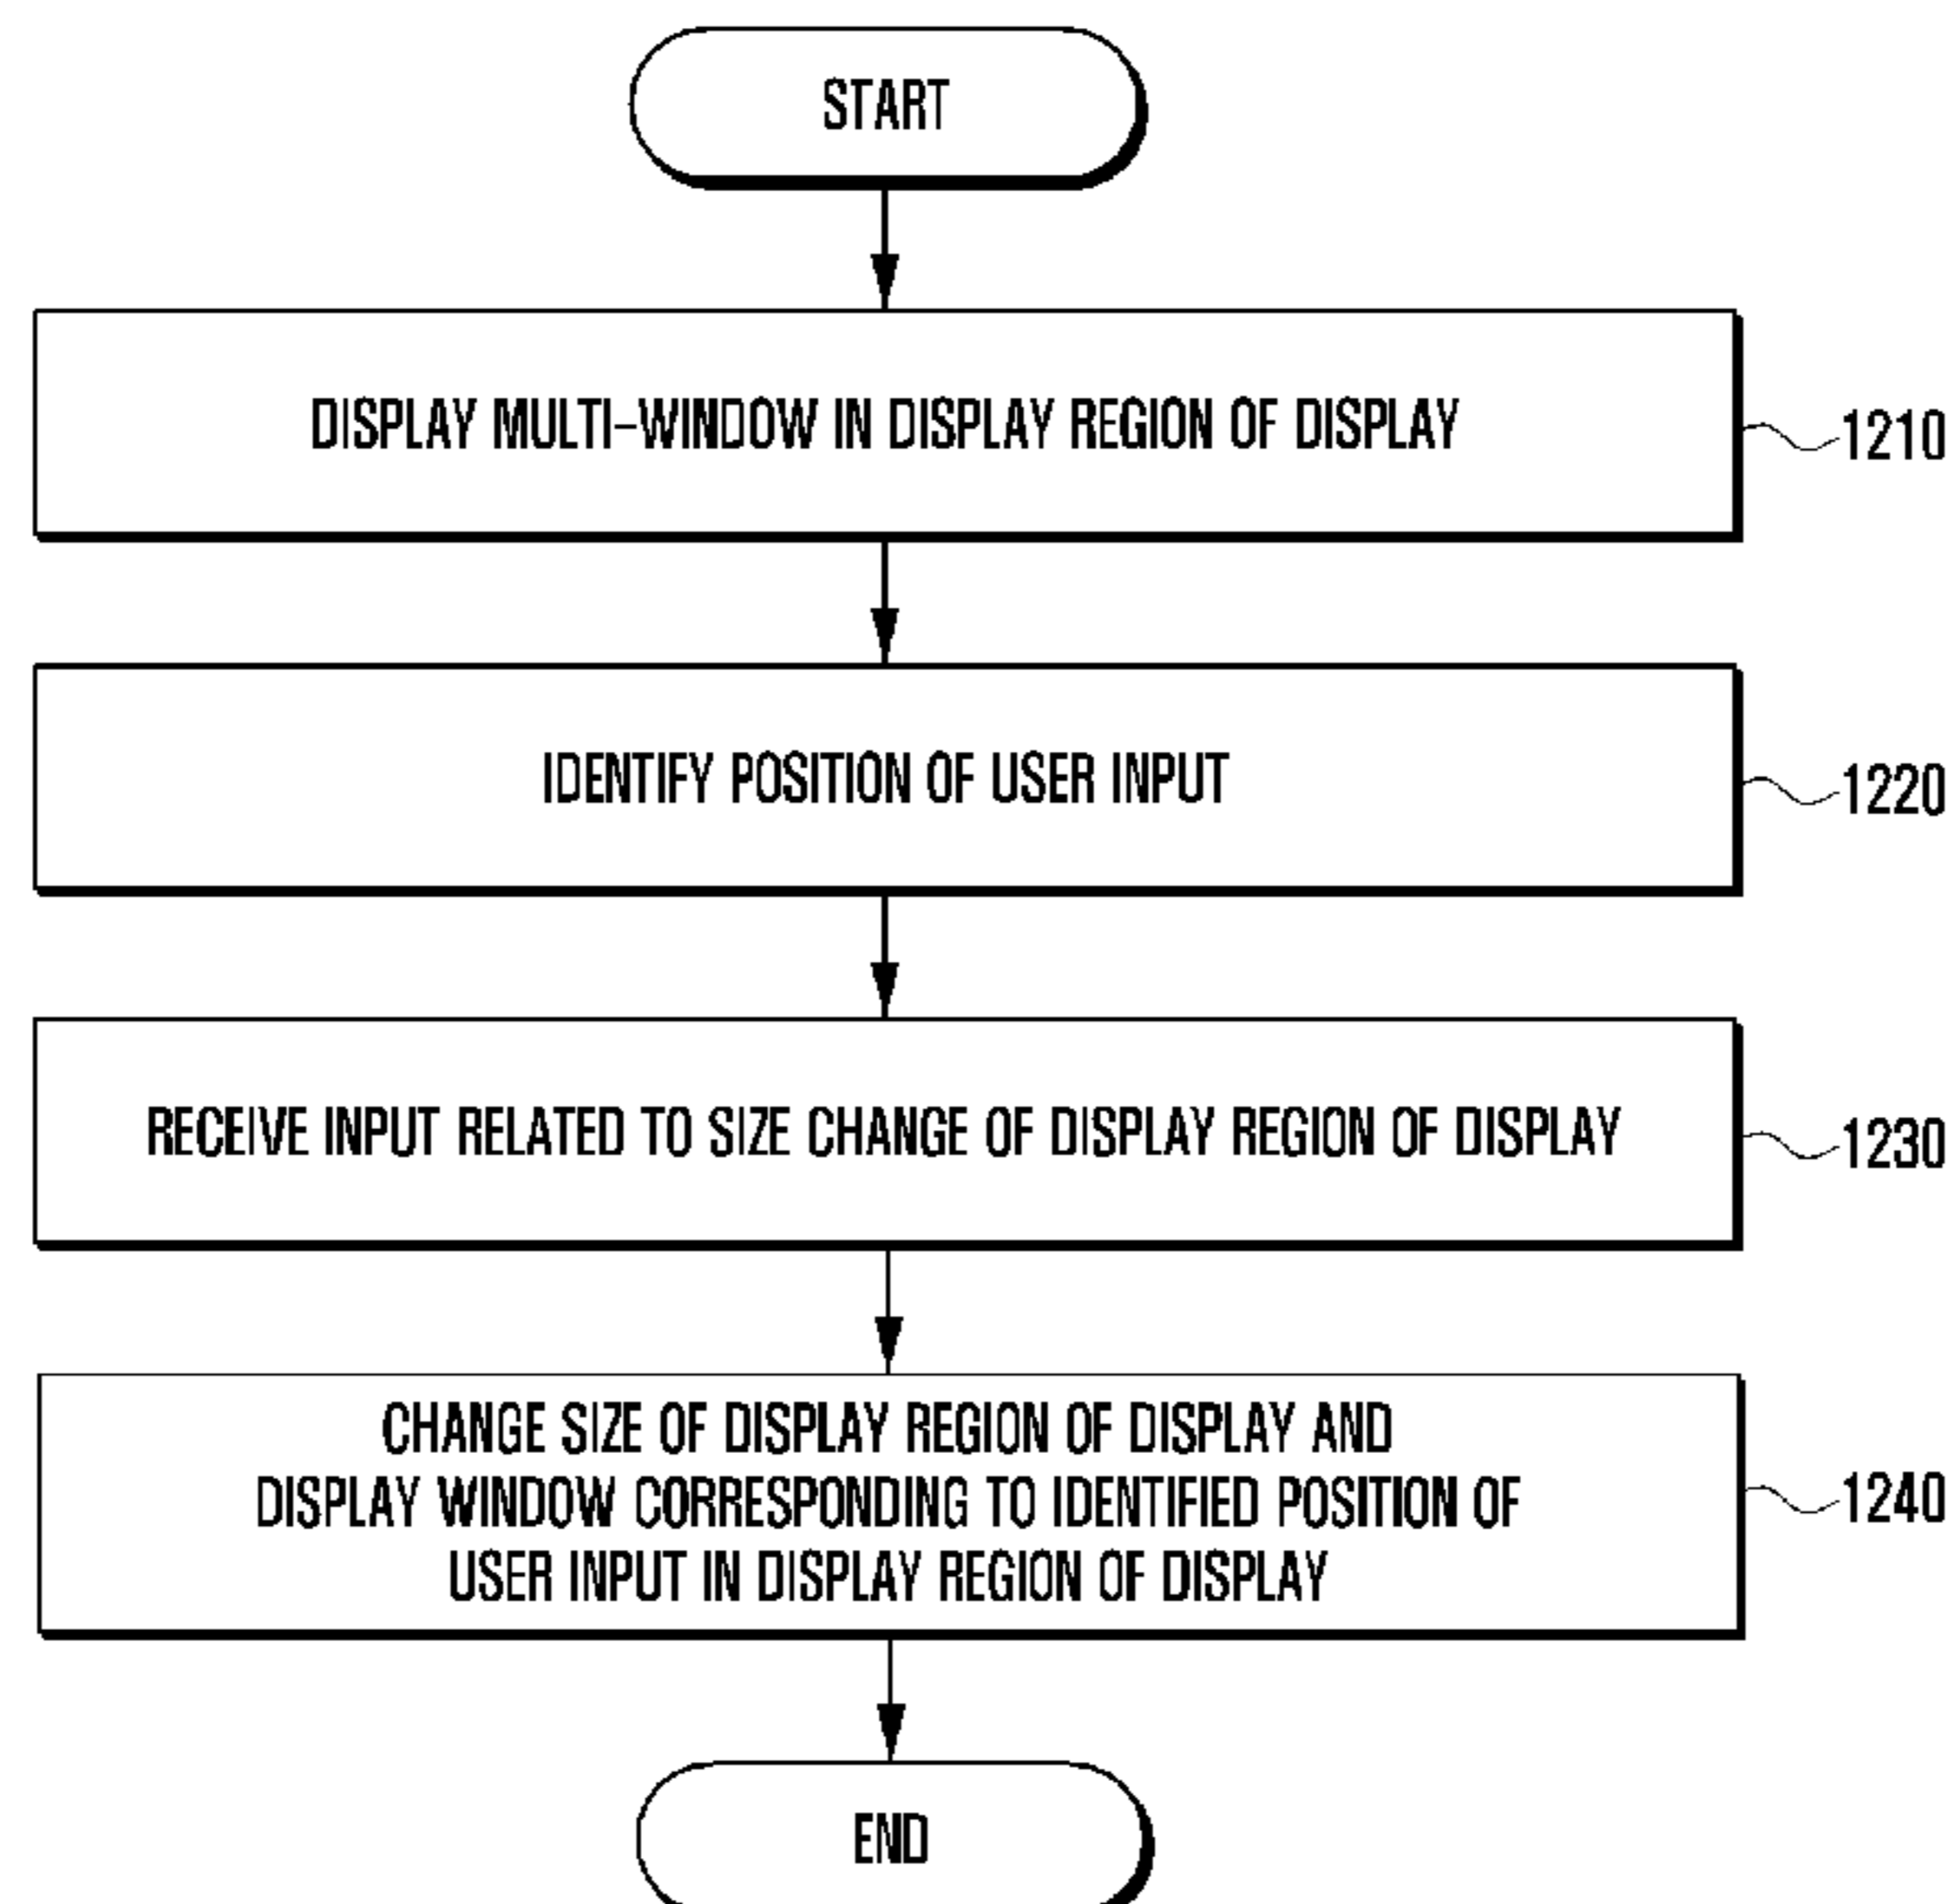 START
DISPLAY MULTI-WINDOW IN DISPLAY REGION OF DISPLAY
1210
IDENTIFY POSITION OF USER INPUT
1220
RECEIVE INPUT RELATED TO SIZE CHANGE OF DISPLAY REGION OF DISPLAY
1230
CHANGE SIZE OF DISPLAY REGION OF DISPLAY AND
DISPLAY WINDOW CORRESPONDING TO IDENTIFIED POSITION OF
USER INPUT IN DISPLAY REGION OF DISPLAY
1240
END